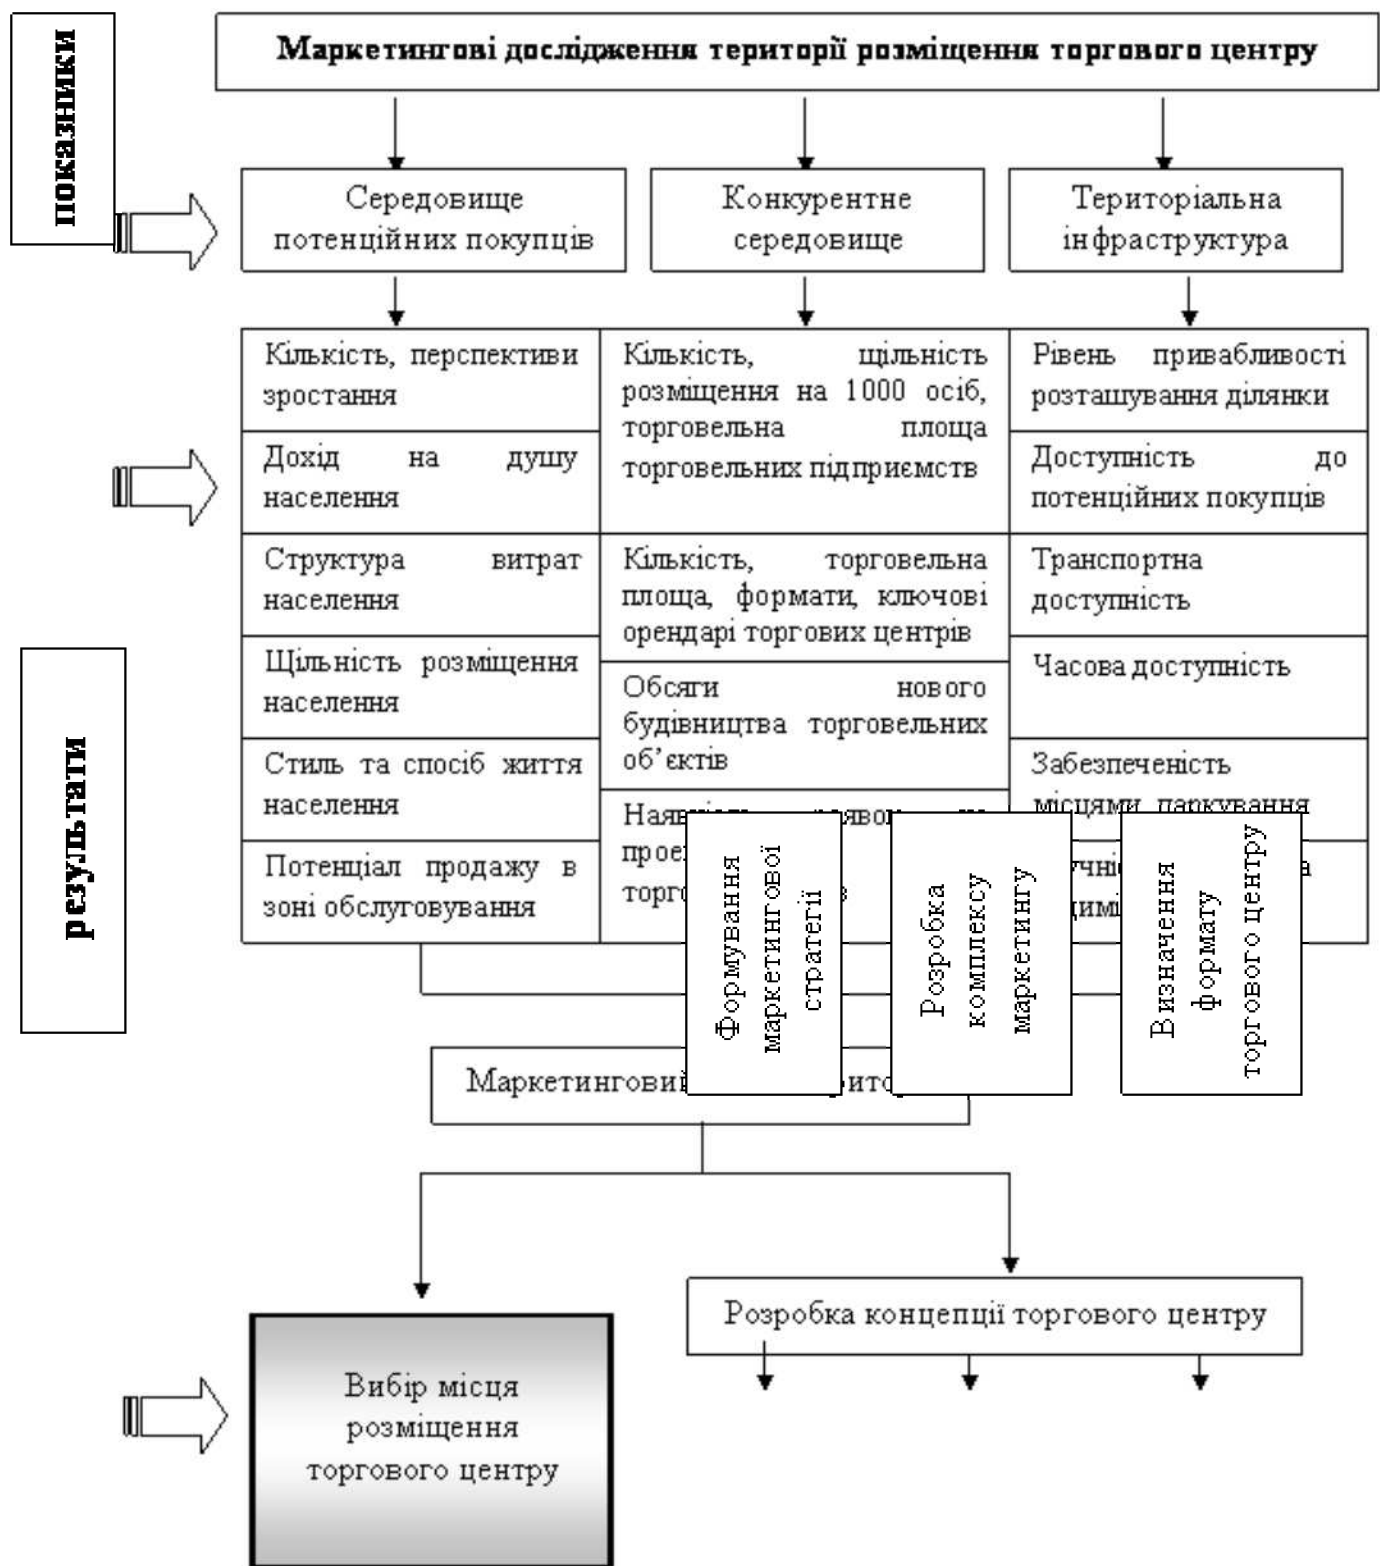 показники
Маркетингові дослідження території розміщення торгового центру
Середовище
потенційних покупців
Конкурентне
середовище
Територіальна
інфраструктура
Кількість, перспективи
зростання
Дохід на душу
населення
Структура витрат
населення
Щільність розміщення
населення
Стиль та спосіб життя
населення
Потенціал продажу в
зоні обслуговування
Кількість, щільність
розміщення на 1000 осіб,
торговельна площа
торговельних підприємств
Кількість, торговельна
площа, формати, ключові
орендарі торгових центрів
Обсяги нового
будівництва торговельних
об’єктів
Рівень привабливості
розташування ділянки
Доступність до
потенційних покупців
Транспортна
доступність
Часова доступність
Забезпеченість
місцями паркування
результати
Формування
маркетингової
стратегії
Розробка
комплексу
маркетингу
Визначення
формату
торгового центру
Розробка концепції торгового центру
Вибір місця
розміщення
торгового центру